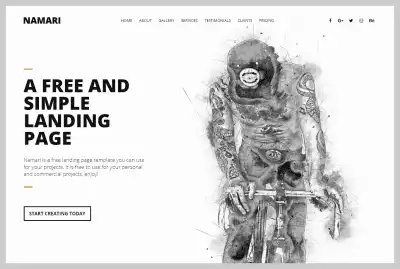 NAMARI
HOME ABOUT GALLERY SERVICES TESTIMONIALS CLIENTS PRICING
A FREE AND
SIMPLE
LANDING
PAGE
Namari is a free landing page template you can use
for your projects. It is free to use for your personal
and commercial projects, enjoy!
START CREATING TODAY